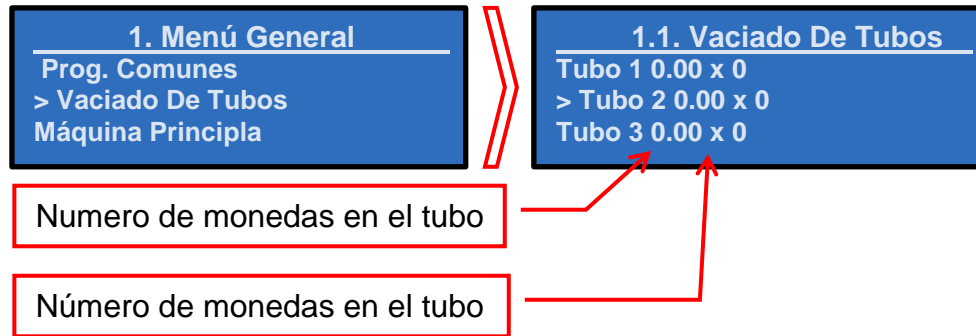 1. Menú General
Prog. Comunes
> Vaciado De Tubos
Máquina Principla
1.1. Vaciado De Tubos
Tubo 1 0.00 x 0
> Tubo 2 0.00 x 0
Tubo 3 0.00 x 0
Numero de monedas en el tubo
Número de monedas en el tubo